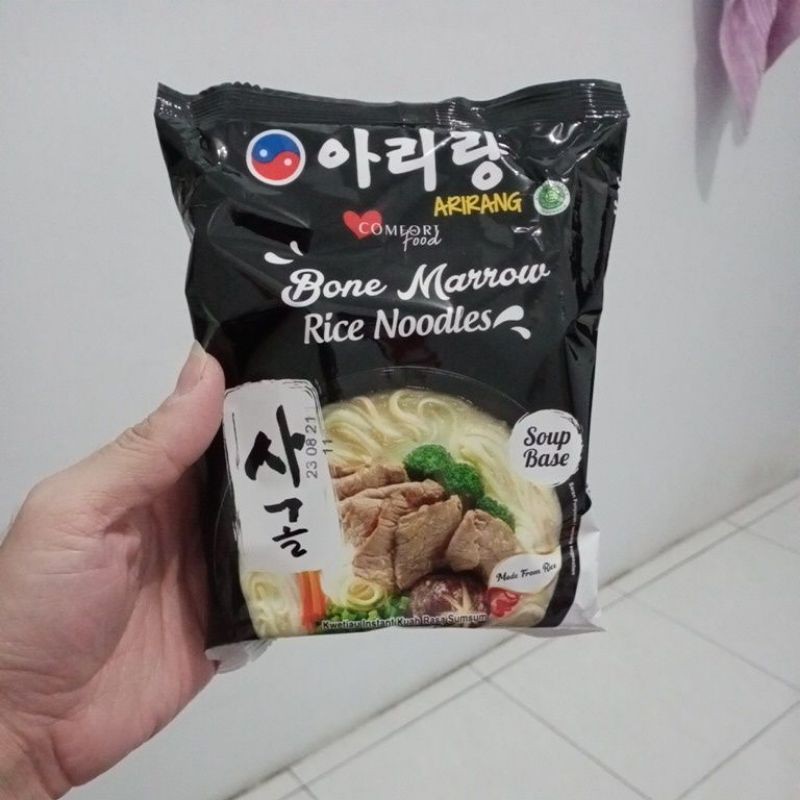 아리랑
ARIRANG
COMFORT
food
Bone Marrow
Rice Noodles
사골
23 08 21
11
Soup
Base
Made From Rice
Kwetiau Instant Kuah Rasa Sumsum